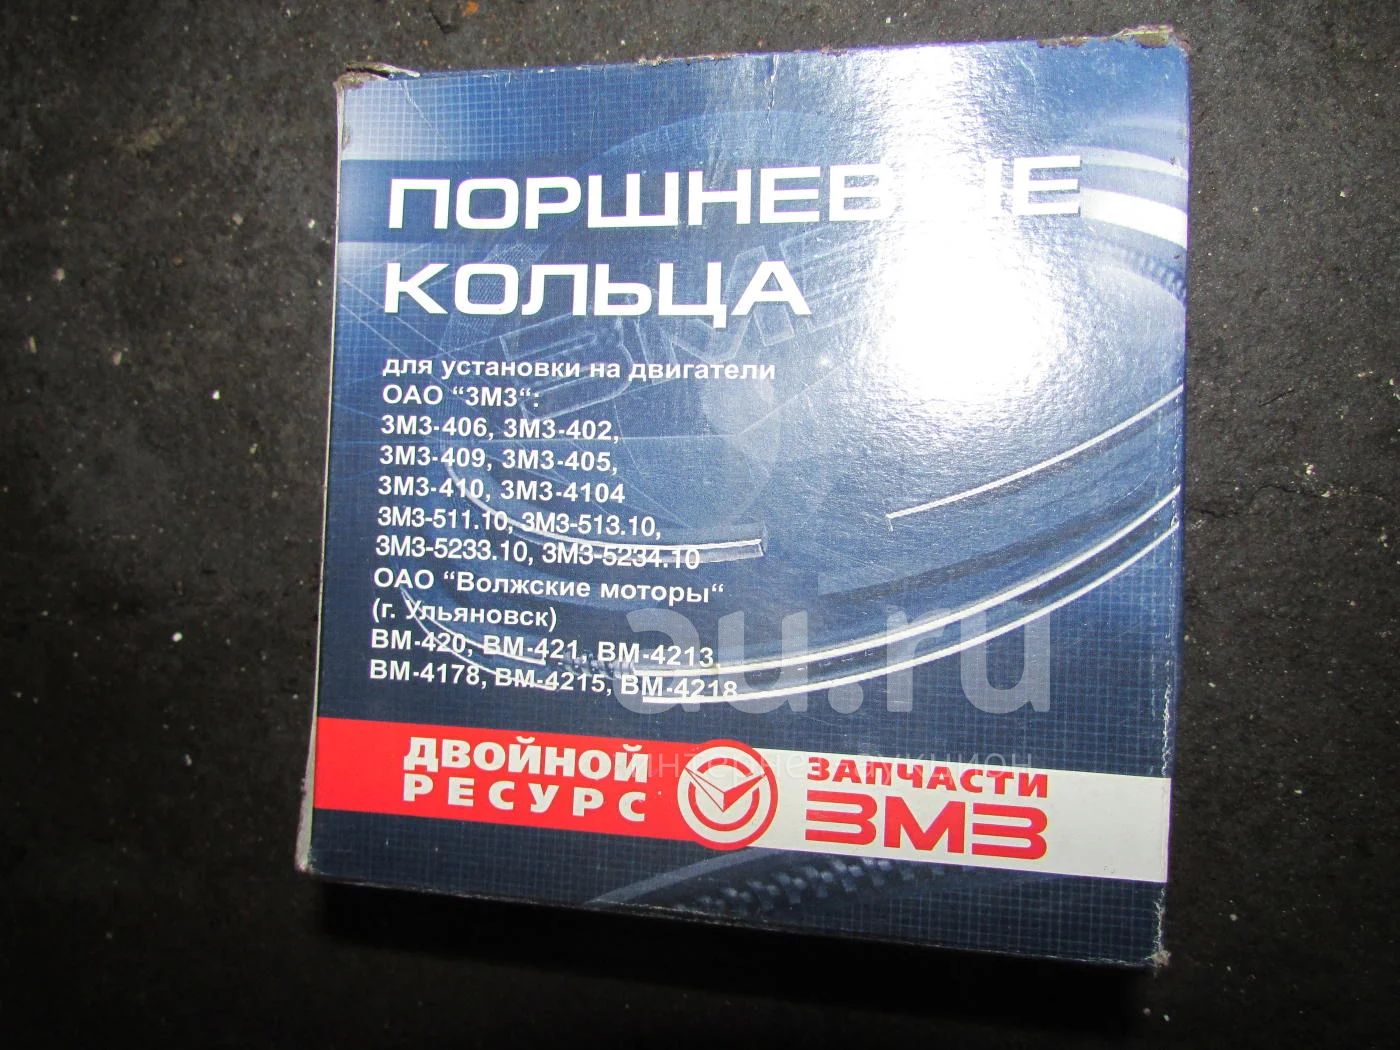 ПОРШНЕВЫЕ
КОЛЬЦА
для установки на двигатели
ОАО “ЗМЗ“:
ЗМЗ-406, ЗМЗ-402,
ЗМЗ-409, ЗМЗ-405,
ЗМЗ-410, ЗМЗ-4104
ЗМЗ-511.10, ЗМЗ-513.10,
ЗМЗ-5233.10, ЗМЗ-5234.10
ОАО “Волжские моторы“
(г. Ульяновск)
ВМ-420, ВМ-421, ВМ-4213,
ВМ-4178, ВМ-4215, ВМ-4218
au.ru
интернет-аукцион
ДВОЙНОЙ
РЕСУРС
ЗАПЧАСТИ
ЗМЗ